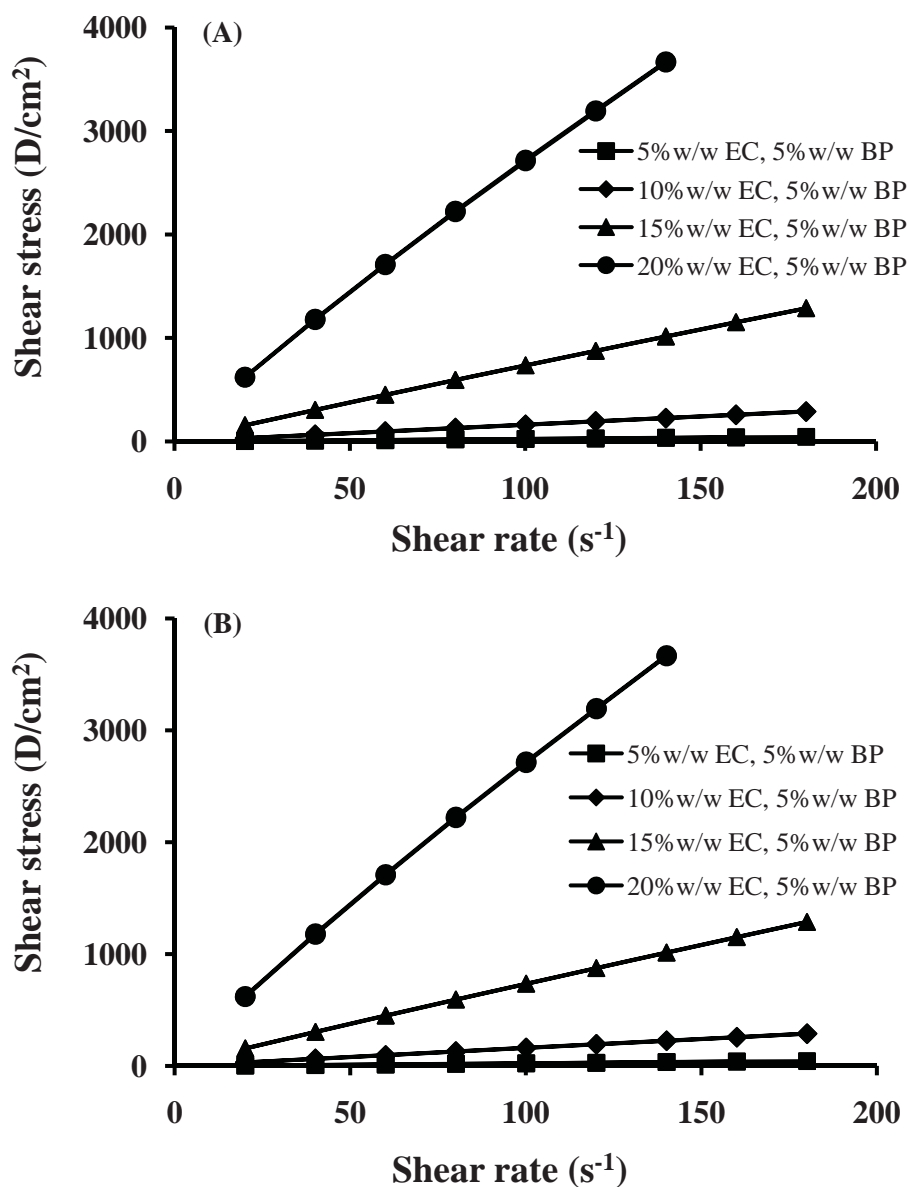 (A)
Shear stress (D/cm²)
4000
3000
2000
1000
0
5%w/w EC, 5%w/w BP
10%w/w EC, 5%w/w BP
15%w/w EC, 5%w/w BP
20%w/w EC, 5%w/w BP
0 50 100 150 200
Shear rate (s⁻¹)
(B)
Shear stress (D/cm²)
4000
3000
2000
1000
0
5%w/w EC, 5%w/w BP
10%w/w EC, 5%w/w BP
15%w/w EC, 5%w/w BP
20%w/w EC, 5%w/w BP
0 50 100 150 200
Shear rate (s⁻¹)